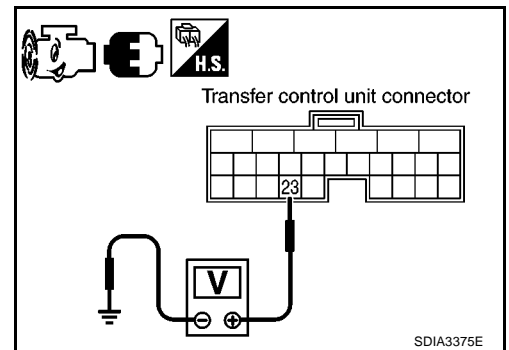 H.S.
Transfer control unit connector
23
V
⊖ ⊕
SDIA3375E